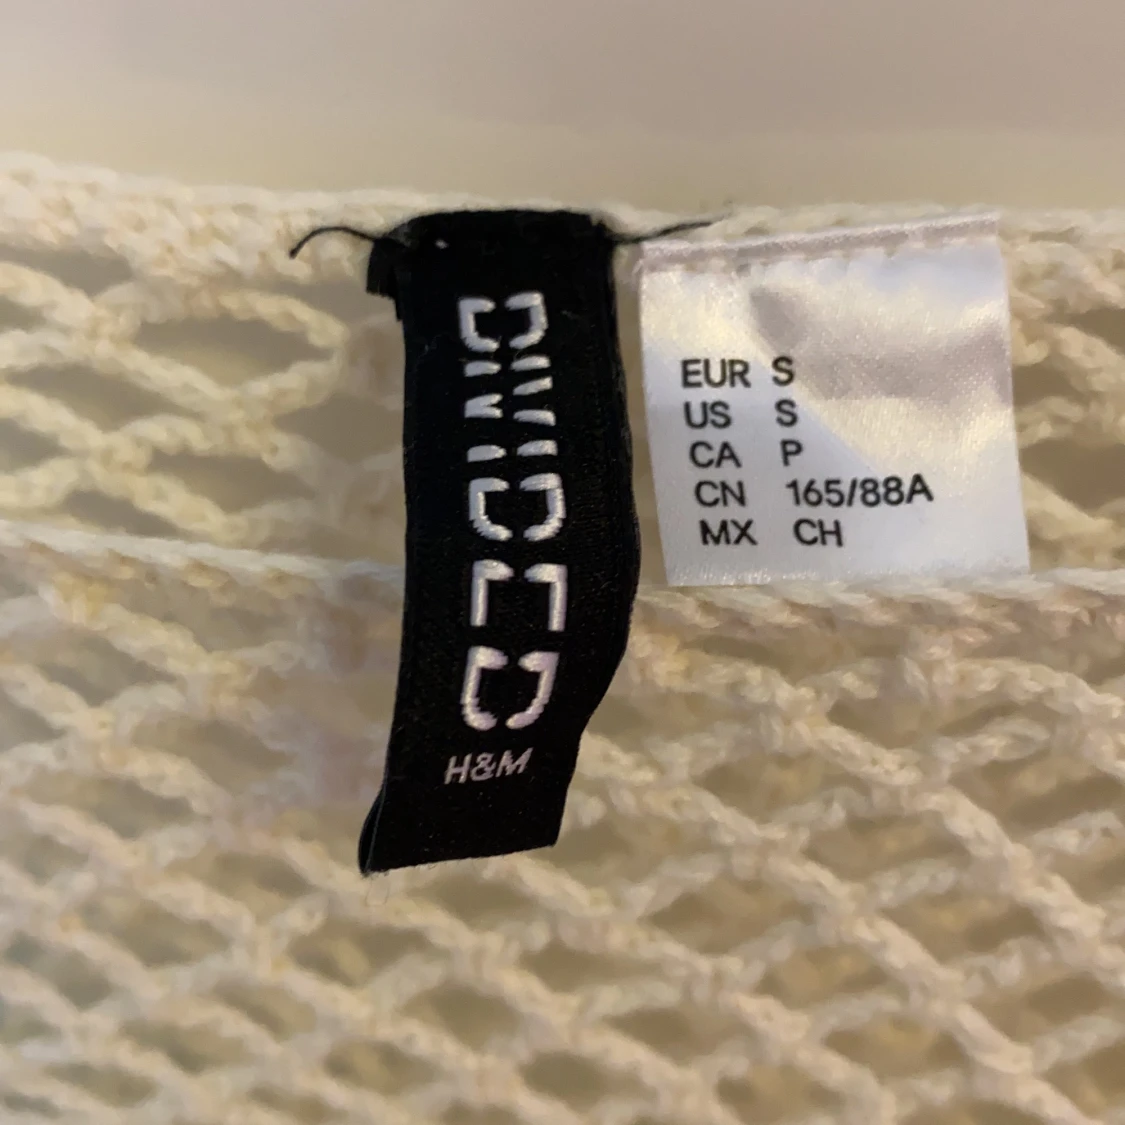 DIVIDED
H&M
EUR S
US S
CA P
CN 165/88A
MX CH